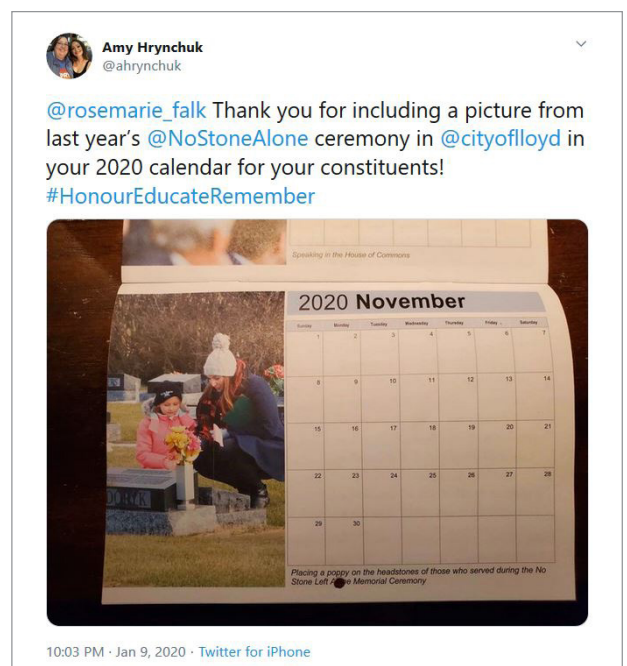 Amy Hrynchuk
@ahrynchuk
@rosemarie_falk Thank you for including a picture from
last year's @NoStoneAlone ceremony in @cityoflloyd in
your 2020 calendar for your constituents!
#HonourEducateRemember
Speaking in the House of Commons
2020 November
Sunday Monday Tuesday Wednesday Thursday Friday Saturday
1 2 3 4 5 6 7
8 9 10 11 12 13 14
15 16 17 18 19 20 21
22 23 24 25 26 27 28
29 30
Placing a poppy on the headstones of those who served during the No
Stone Left Memorial Ceremony
10:03 PM · Jan 9, 2020 · Twitter for iPhone